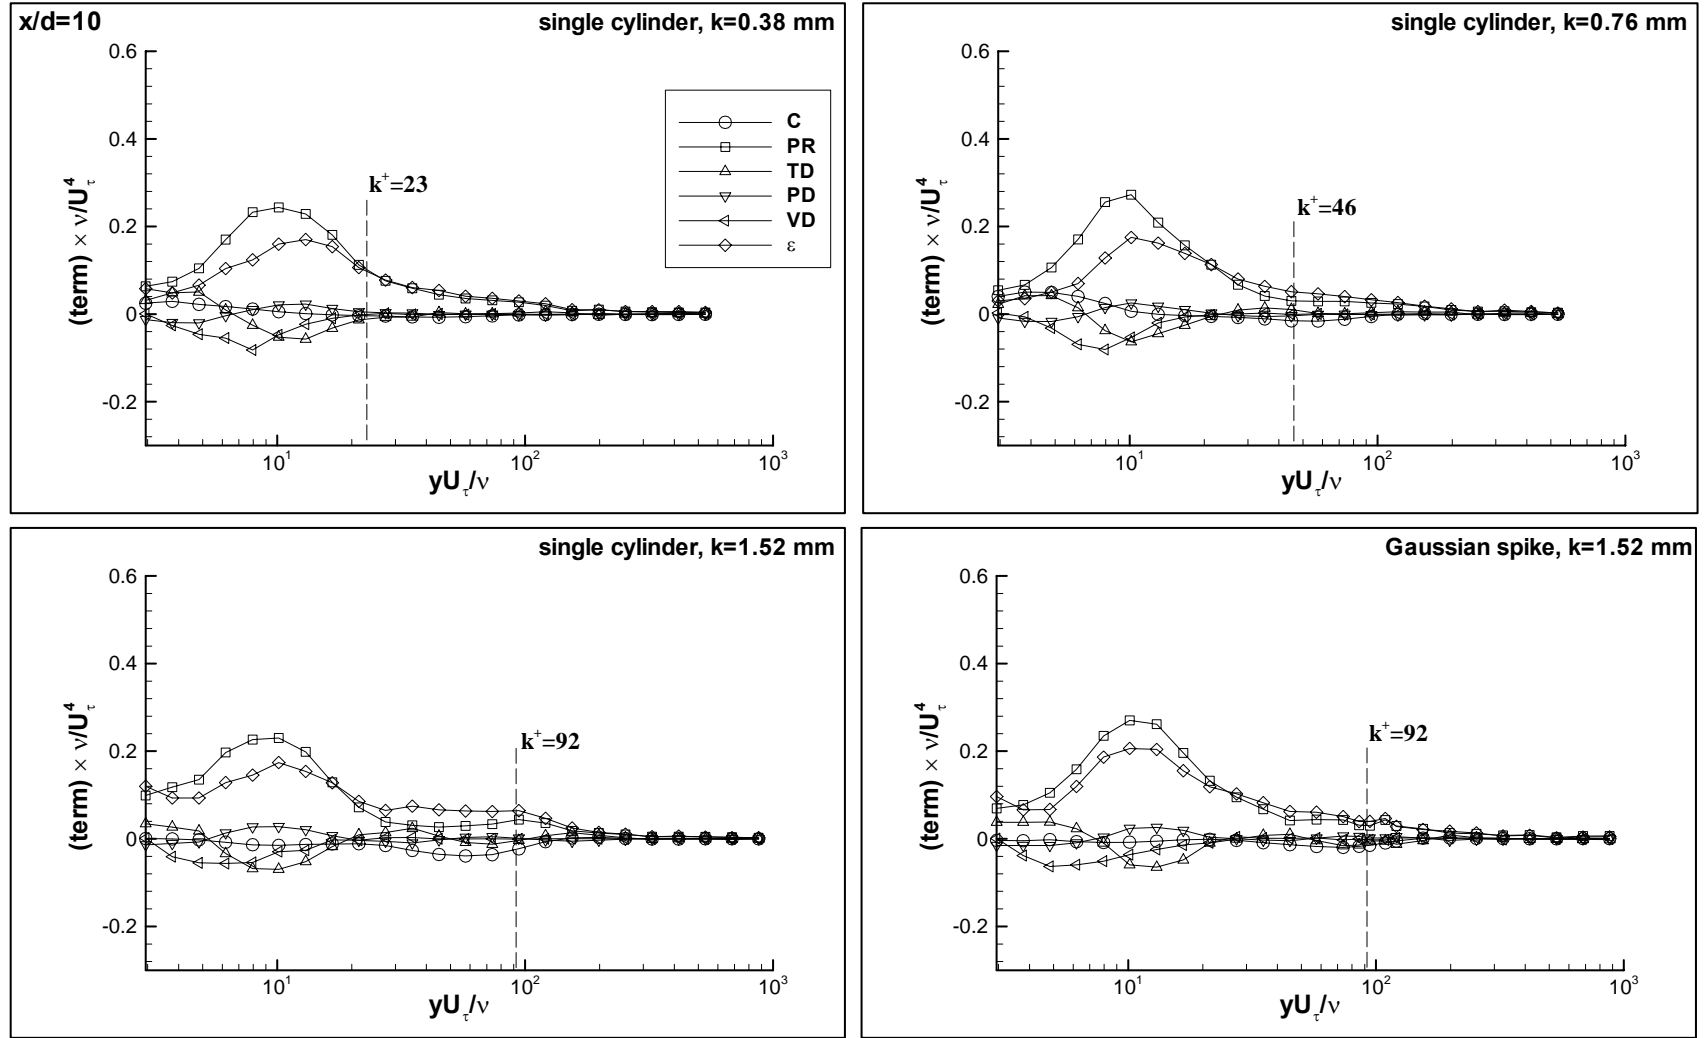 x/d=10
single cylinder, k=0.38 mm
0.6
0.4
0.2
0
-0.2
(term) × ν/U⁴τ
k⁺=23
C
PR
TD
PD
VD
ε
10¹
10²
10³
yUτ/ν
single cylinder, k=0.76 mm
0.6
0.4
0.2
0
-0.2
(term) × ν/U⁴τ
k⁺=46
10¹
10²
10³
yUτ/ν
single cylinder, k=1.52 mm
0.6
0.4
0.2
0
-0.2
(term) × ν/U⁴τ
k⁺=92
10¹
10²
10³
yUτ/ν
Gaussian spike, k=1.52 mm
0.6
0.4
0.2
0
-0.2
(term) × ν/U⁴τ
k⁺=92
10¹
10²
10³
yUτ/ν